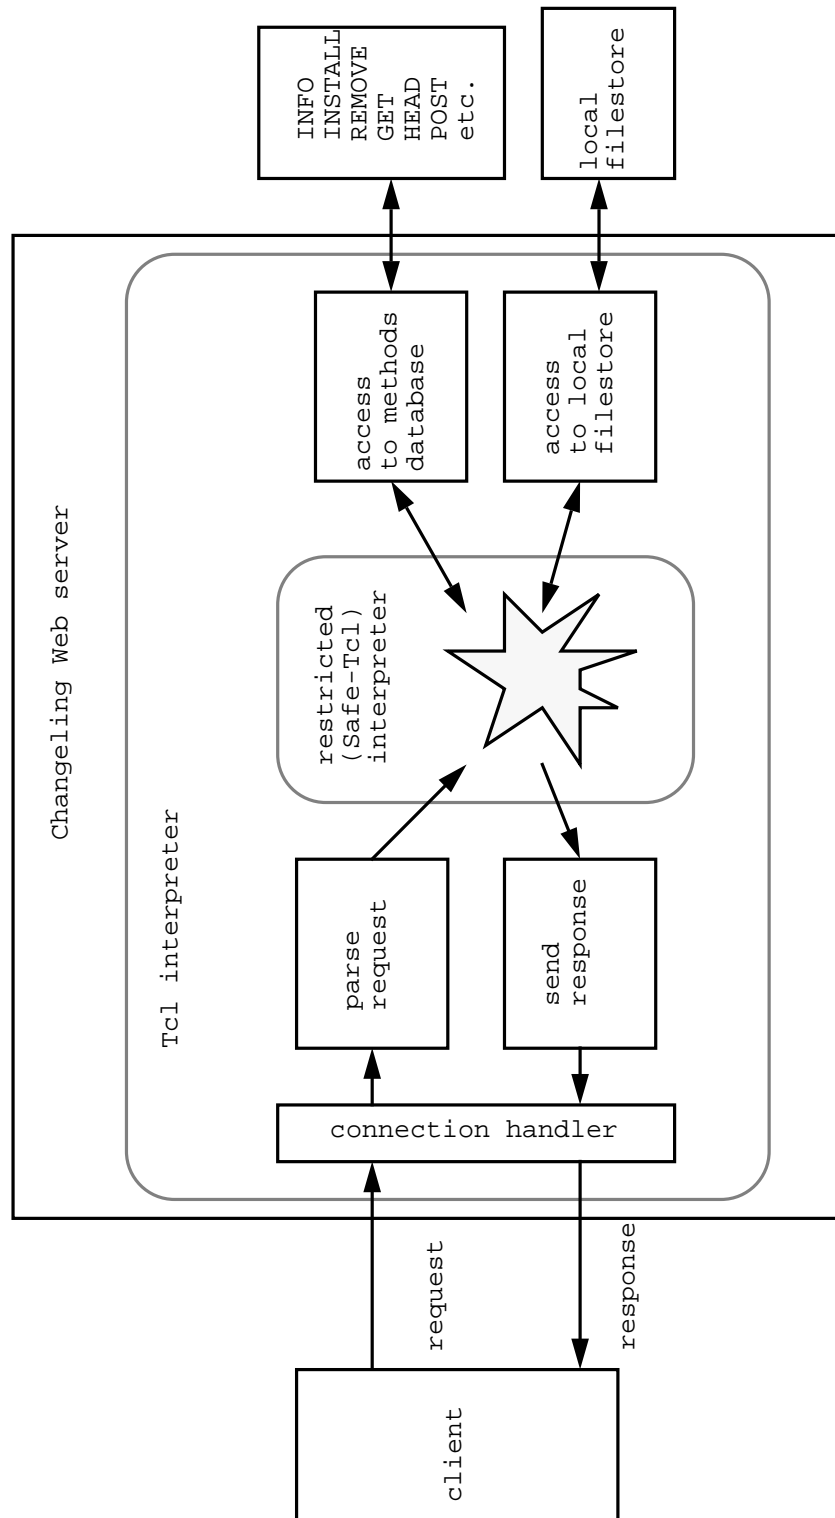 Changeling Web server
Tcl interpreter
client
request
response
connection handler
parse
request
send
response
restricted
(Safe-Tcl)
interpreter
access
to methods
database
access
to local
filestore
INFO
INSTALL
REMOVE
GET
HEAD
POST
etc.
local
filestore